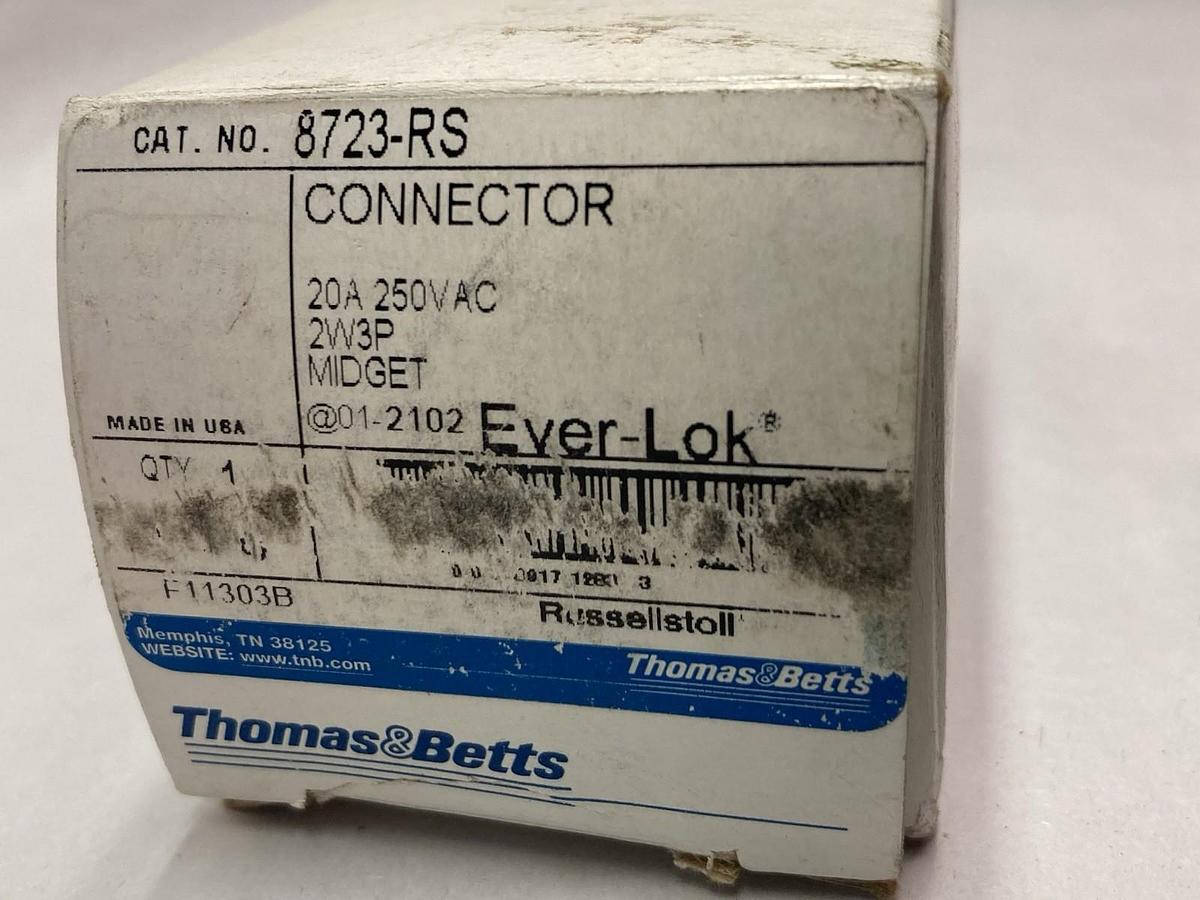 CAT. NO. 8723-RS
CONNECTOR
20A 250VAC
2W3P
MIDGET
MADE IN USA
@01-2102 Ever-Lok®
QTY 1
F11303B
Russellstoll
Memphis, TN 38125
WEBSITE: www.tnb.com
Thomas&Betts
Thomas&Betts